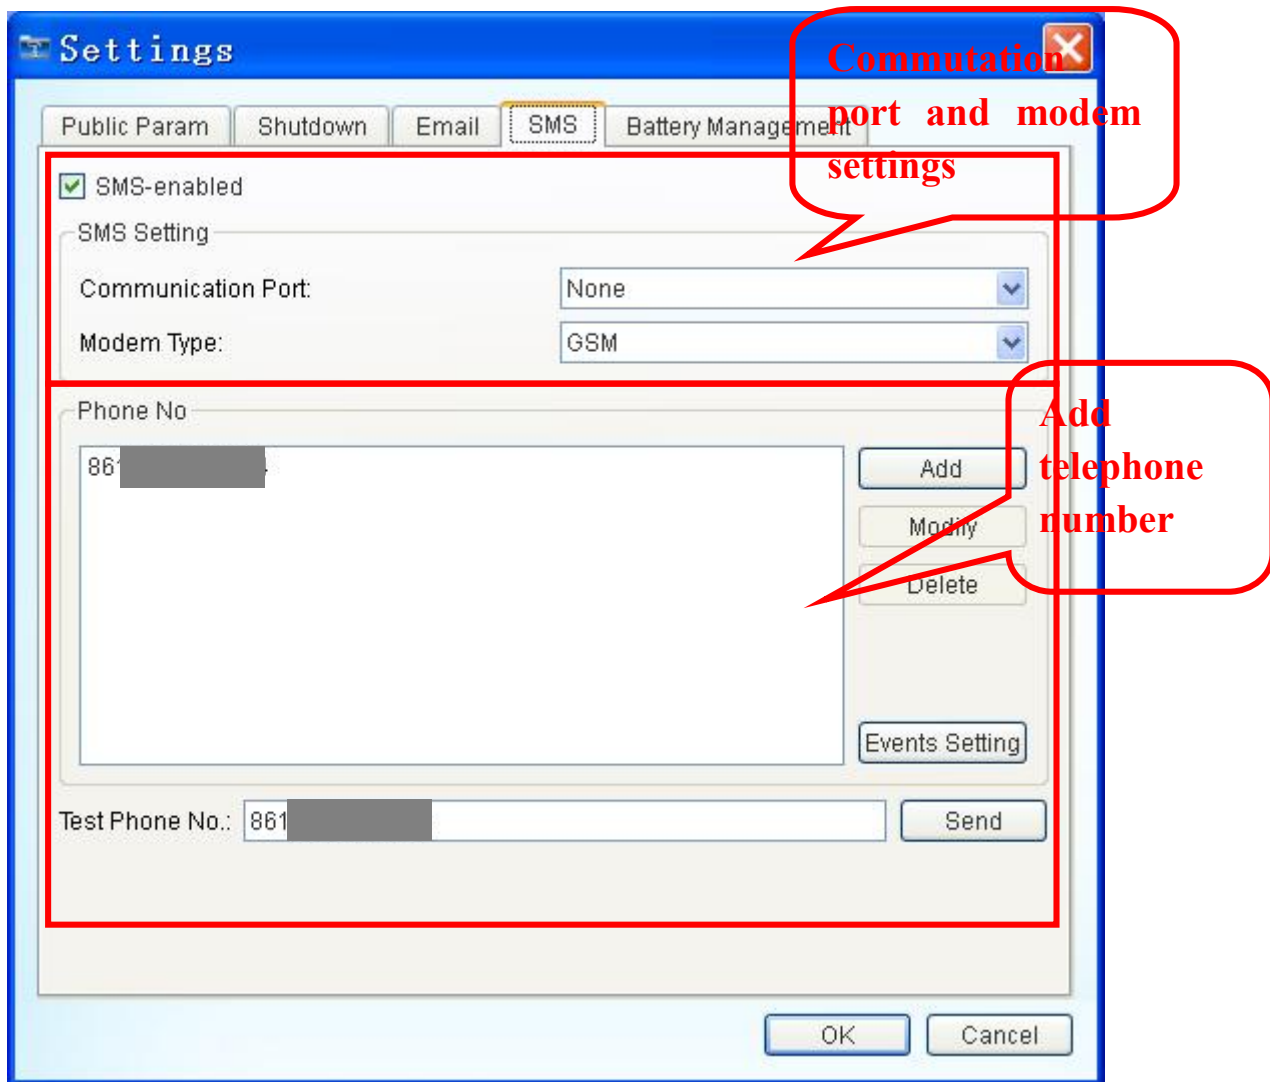 Settings
Commutation
port and modem
settings
Public Param
Shutdown
Email
SMS
Battery Management
SMS-enabled
SMS Setting
Communication Port:
None
Modem Type:
GSM
Phone No
861
Add
Modify
Delete
Add
telephone
number
Events Setting
Test Phone No.:
861
Send
OK
Cancel